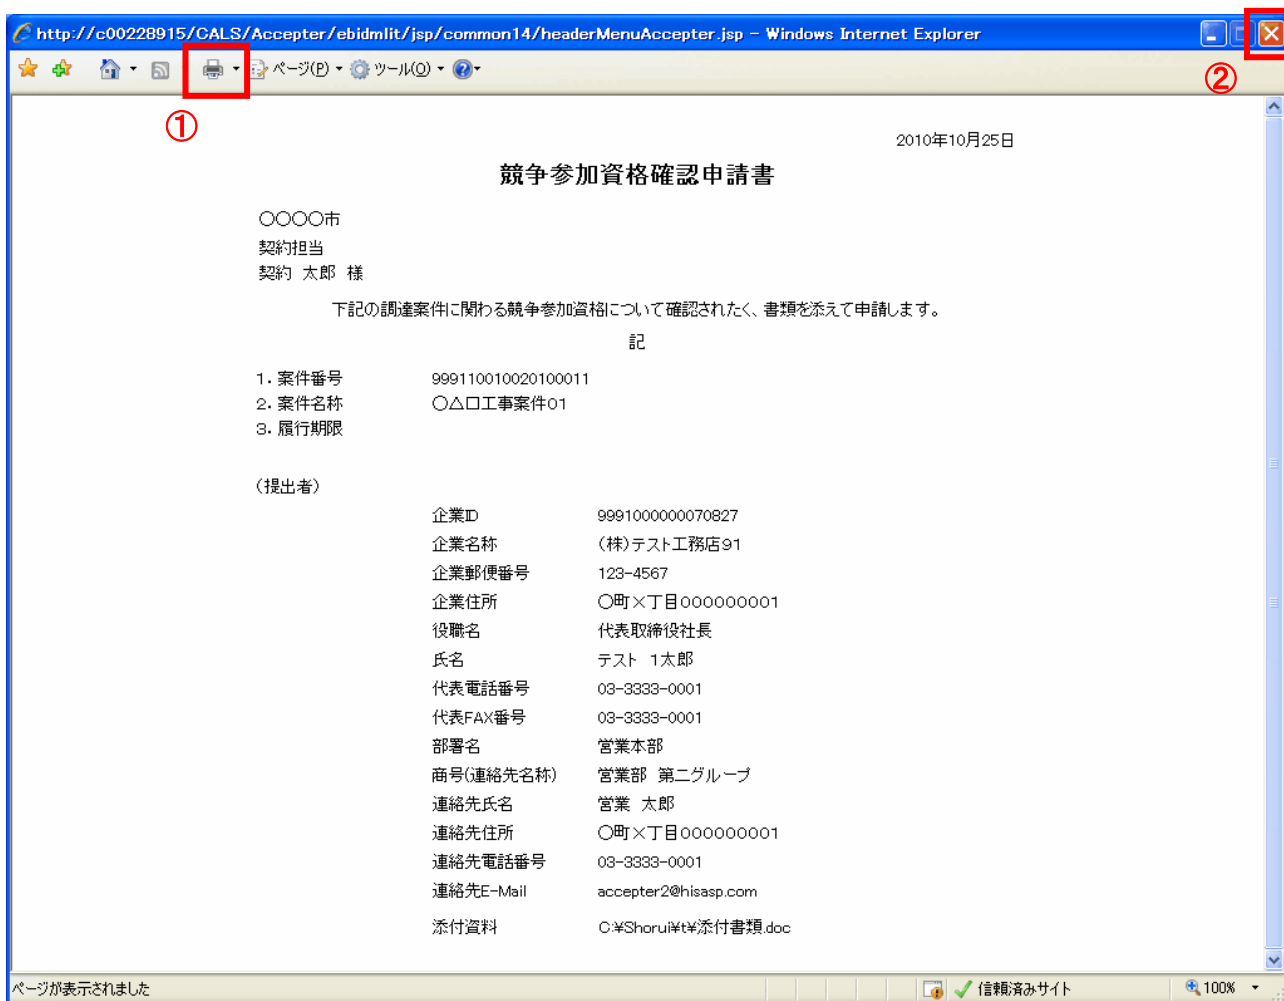 http://c00228915/CALS/Accepter/ebidmlit/jsp/common14/headerMenuAccepter.jsp - Windows Internet Explorer
ページ(P) ツール(O)
①
②
2010年10月25日
競争参加資格確認申請書
〇〇〇〇市
契約担当
契約 太郎 様
下記の調達案件に関わる競争参加資格について確認されたく、書類を添えて申請します。
記
1. 案件番号 999110010020100011
2. 案件名称 〇△口工事案件01
3. 履行期限
(提出者)
企業ID 9991000000070827
企業名称 (株)テスト工務店91
企業郵便番号 123-4567
企業住所 〇町×丁目000000001
役職名 代表取締役社長
氏名 テスト 1太郎
代表電話番号 03-3333-0001
代表FAX番号 03-3333-0001
部署名 営業本部
商号(連絡先名称) 営業部 第二グループ
連絡先氏名 営業 太郎
連絡先住所 〇町×丁目000000001
連絡先電話番号 03-3333-0001
連絡先E-Mail accepter2@hisasp.com
添付資料 C:¥Shorui¥t¥添付書類.doc
ページが表示されました 信頼済みサイト 100%